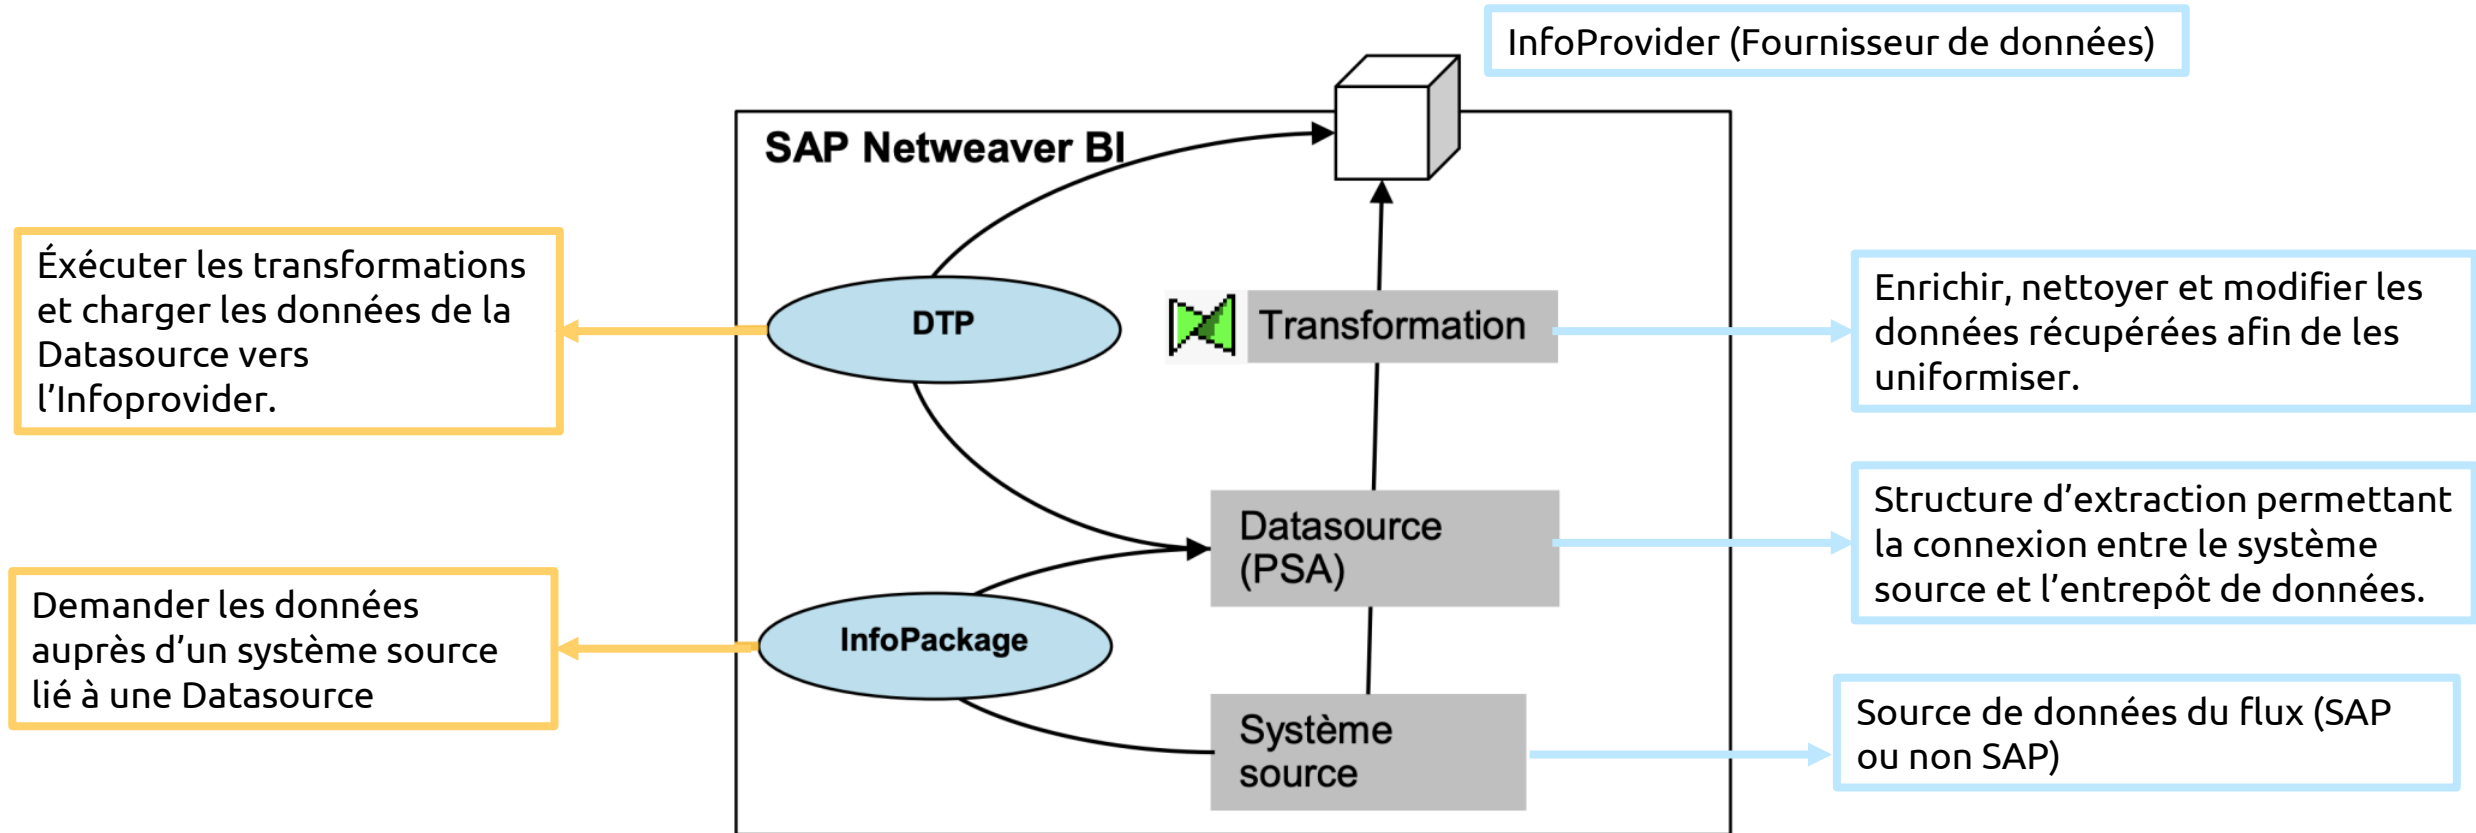 InfoProvider (Fournisseur de données)
SAP Netweaver BI
Éxécuter les transformations
et charger les données de la
Datasource vers
l’Infoprovider.
DTP
Transformation
Enrichir, nettoyer et modifier les
données récupérées afin de les
uniformiser.
Datasource
(PSA)
Structure d’extraction permettant
la connexion entre le système
source et l’entrepôt de données.
Demander les données
auprès d’un système source
lié à une Datasource
InfoPackage
Système
source
Source de données du flux (SAP
ou non SAP)